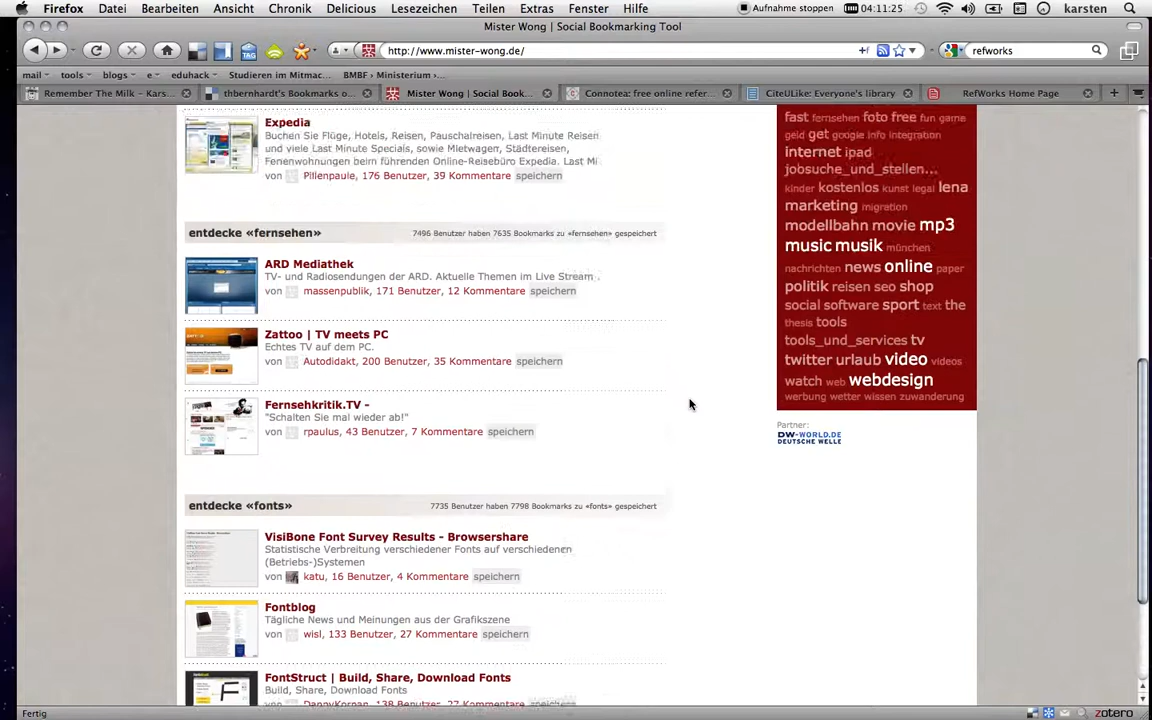 Firefox Datei Bearbeiten Ansicht Chronik Delicious Lesezeichen Teilen Extras Fenster Hilfe Aufnahme stoppen 04:11:25 karsten
Mister Wong | Social Bookmarking Tool
http://www.mister-wong.de/ refworks
mail tools blogs e eduhack Studieren im Mitmac... BMBF › Ministerium ›...
Remember The Milk - Kars... thbernhardt's Bookmarks o... Mister Wong | Social Book... Connotea: free online refer... CiteULike: Everyone's library RefWorks Home Page
Expedia
Buchen Sie Flüge, Hotels, Reisen, Pauschalreisen, Last Minute Reisen
und viele Last Minute Specials, sowie Mietwagen, Städtereisen,
Ferienwohnungen beim führenden Online-Reisebüro Expedia. Last Mi
von Pillenpaule, 176 Benutzer, 39 Kommentare speichern
entdecke «fernsehen» 7496 Benutzer haben 7635 Bookmarks zu «fernsehen» gespeichert
ARD Mediathek
TV- und Radiosendungen der ARD. Aktuelle Themen im Live Stream .
von massenpublik, 171 Benutzer, 12 Kommentare speichern
Zattoo | TV meets PC
Echtes TV auf dem PC.
von Autodidakt, 200 Benutzer, 35 Kommentare speichern
Fernsehkritik.TV -
"Schalten Sie mal wieder ab!"
von rpaulus, 43 Benutzer, 7 Kommentare speichern
entdecke «fonts» 7735 Benutzer haben 7798 Bookmarks zu «fonts» gespeichert
VisiBone Font Survey Results - Browsershare
Statistische Verbreitung verschiedener Fonts auf verschiedenen
(Betriebs-)Systemen
von katu, 16 Benutzer, 4 Kommentare speichern
Fontblog
Tägliche News und Meinungen aus der Grafikszene
von wisl, 133 Benutzer, 27 Kommentare speichern
FontStruct | Build, Share, Download Fonts
Build, Share, Download Fonts
von DannyKornap, 138 Benutzer, 27 Kommentare speichern
fast fernsehen foto free fun game
geld get google info integration
internet ipad
jobsuche_und_stellen...
kinder kostenlos kunst legal lena
marketing migration
modellbahn movie mp3
music musik münchen
nachrichten news online paper
politik reisen seo shop
social software sport text the
thesis tools
tools_und_services tv
twitter urlaub video videos
watch web webdesign
werbung wetter wissen zuwanderung
Partner:
DW-WORLD.DE
DEUTSCHE WELLE
Fertig zotero